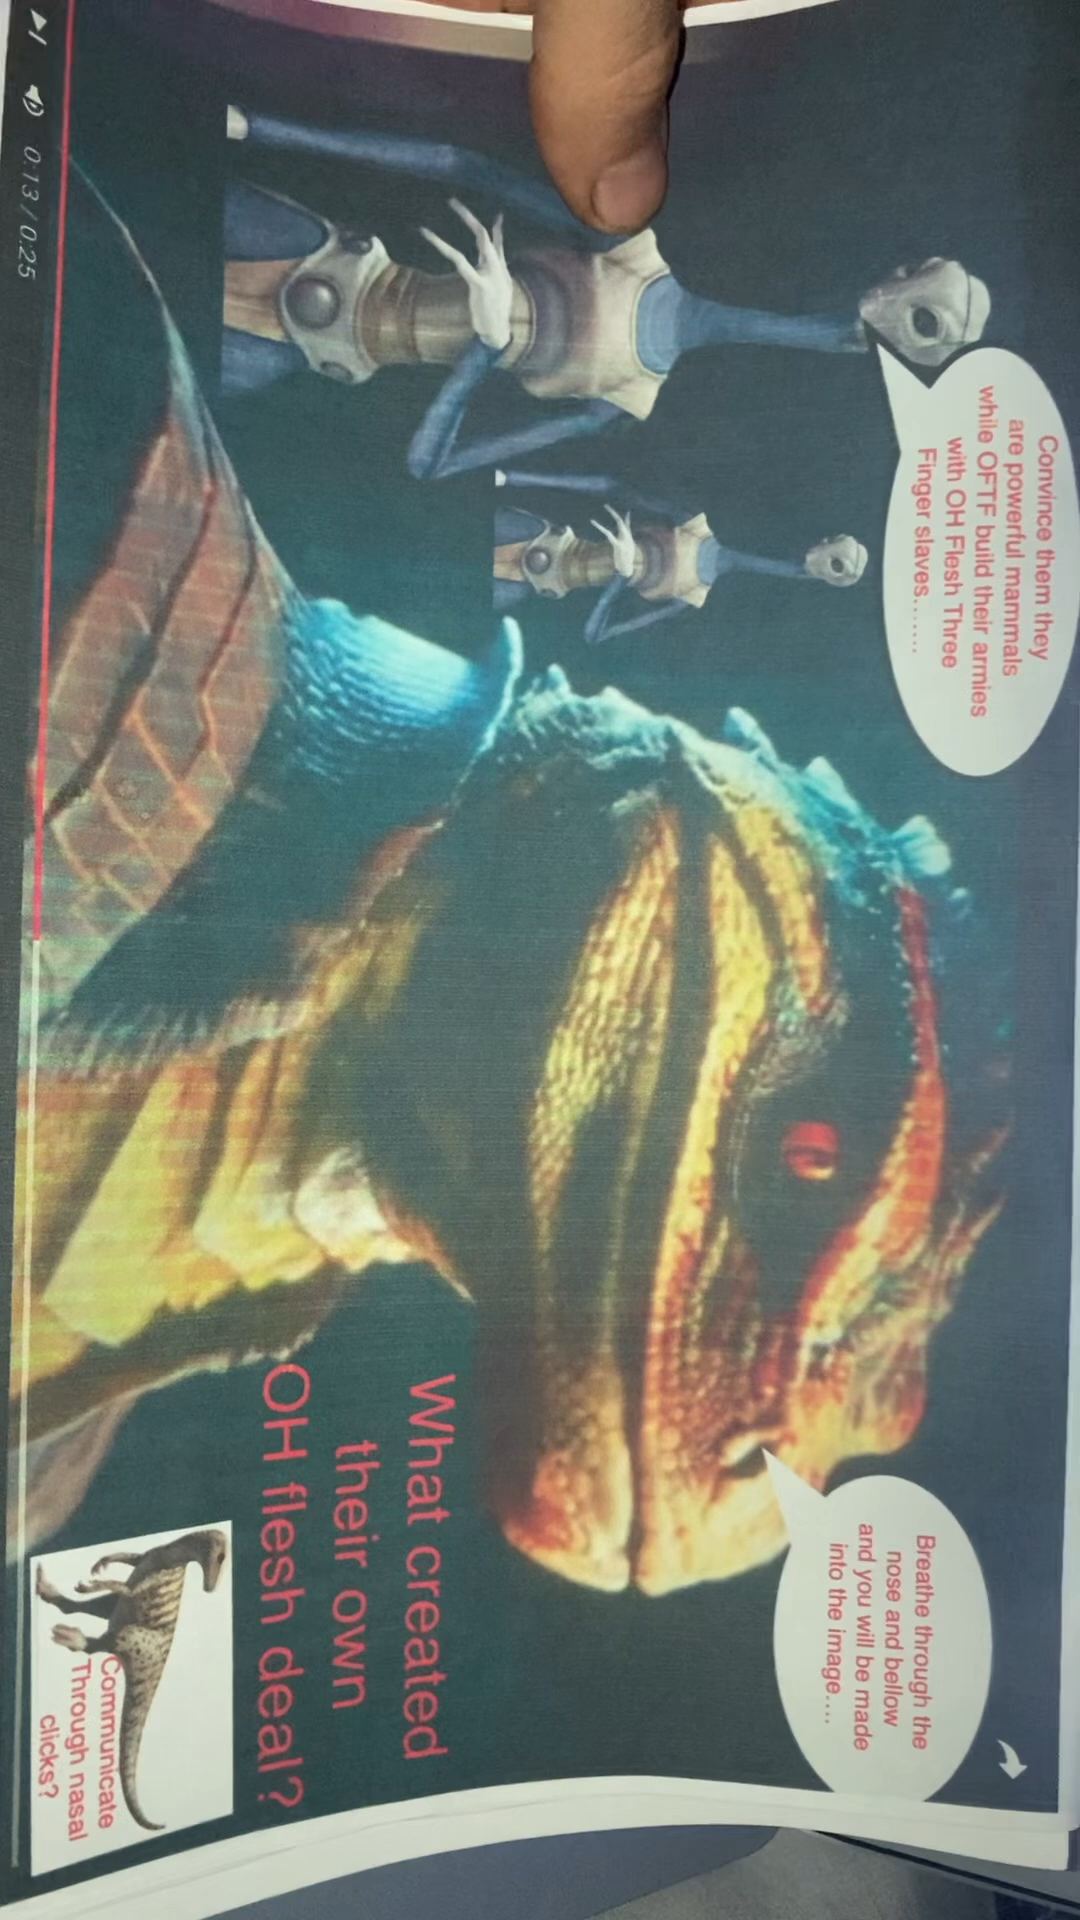 Convince them they
are powerful mammals
while OFTF build their armies
with OH Flesh Three
Finger slaves.......
Breathe through the
nose and bellow
and you will be made
into the image....
What created
their own
OH flesh deal?
Communicate
Through nasal
clicks?
0:13 / 0:25